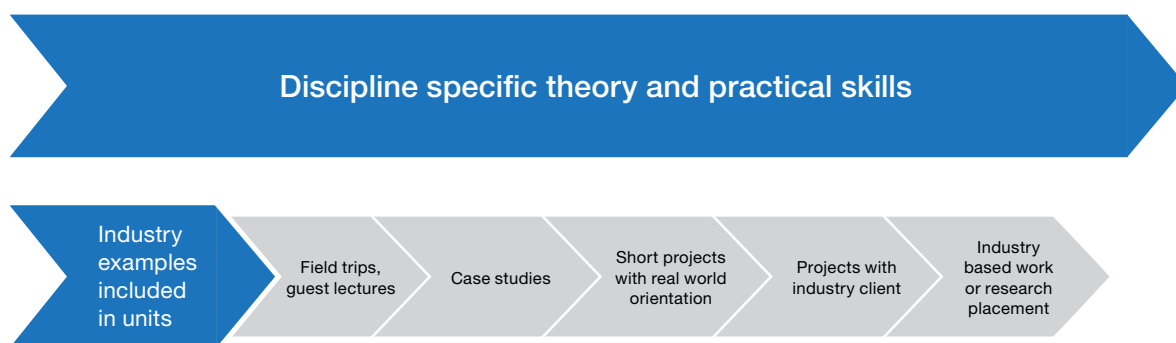 Discipline specific theory and practical skills
Industry
examples
included
in units
Field trips,
guest lectures
Case studies
Short projects
with real world
orientation
Projects with
industry client
Industry
based work
or research
placement